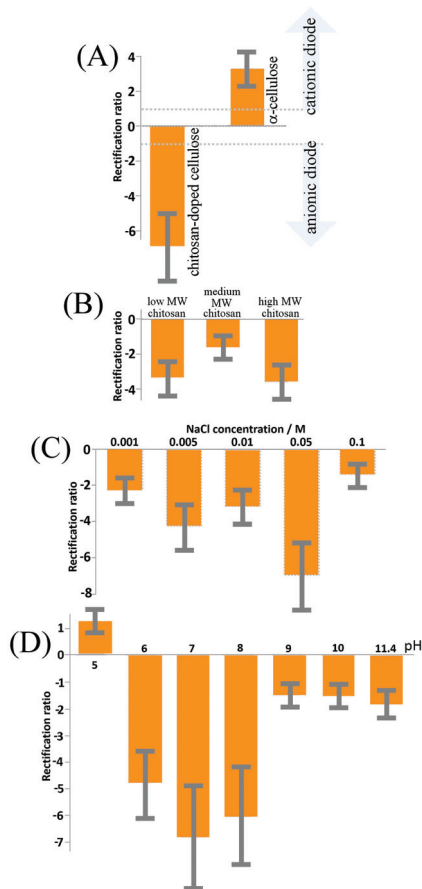 (A)
4
2
0
-2
-4
-6
Rectification ratio
chitosan-doped cellulose
α-cellulose
cationic diode
anionic diode
(B)
low MW
chitosan
medium
MW
chitosan
high MW
chitosan
0
-2
-4
Rectification ratio
(C)
NaCl concentration / M
0.001 0.005 0.01 0.05 0.1
0
-2
-4
-6
-8
Rectification ratio
(D)
1
0
-1
-2
-3
-4
-5
-6
-7
Rectification ratio
5 6 7 8 9 10 11.4 pH